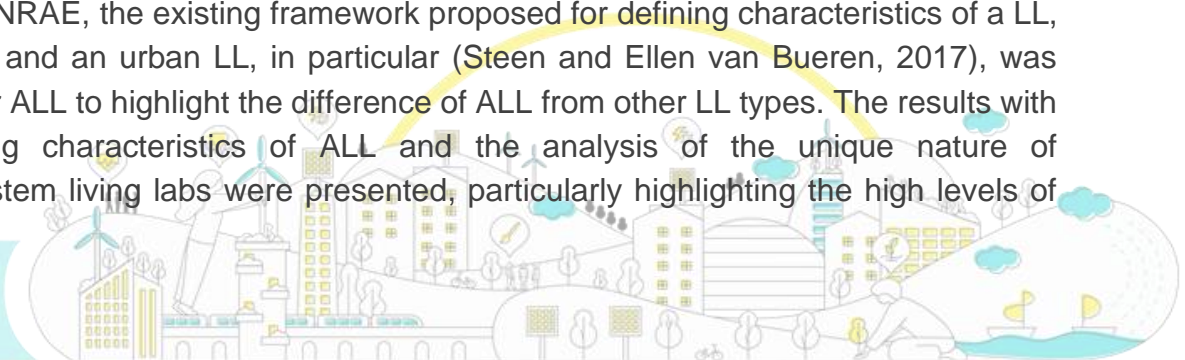 NRAE, the existing framework proposed for defining characteristics of a LL,
and an urban LL, in particular (Steen and Ellen van Bueren, 2017), was
ALL to highlight the difference of ALL from other LL types. The results with
characteristics of ALL and the analysis of the unique nature of
living labs were presented, particularly highlighting the high levels of